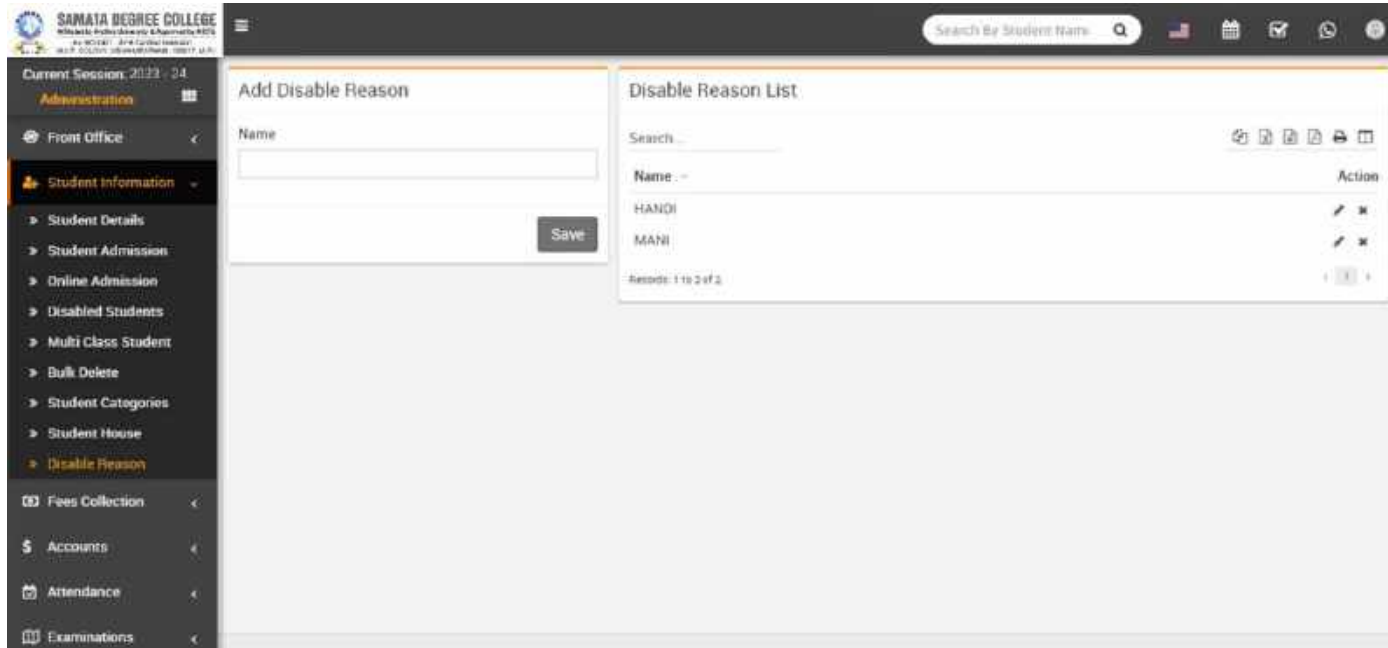 SAMATA DEGREE COLLEGE
Search By Student Name
Current Session: 2023 - 24
Administration
Front Office
Student Information
Student Details
Student Admission
Online Admission
Disabled Students
Multi Class Student
Bulk Delete
Student Categories
Student House
Disable Reason
Fees Collection
Accounts
Attendance
Examinations
Add Disable Reason
Name
Save
Disable Reason List
Search...
Name Action
HANDI
MANI
Records: 1 to 2 of 2
1